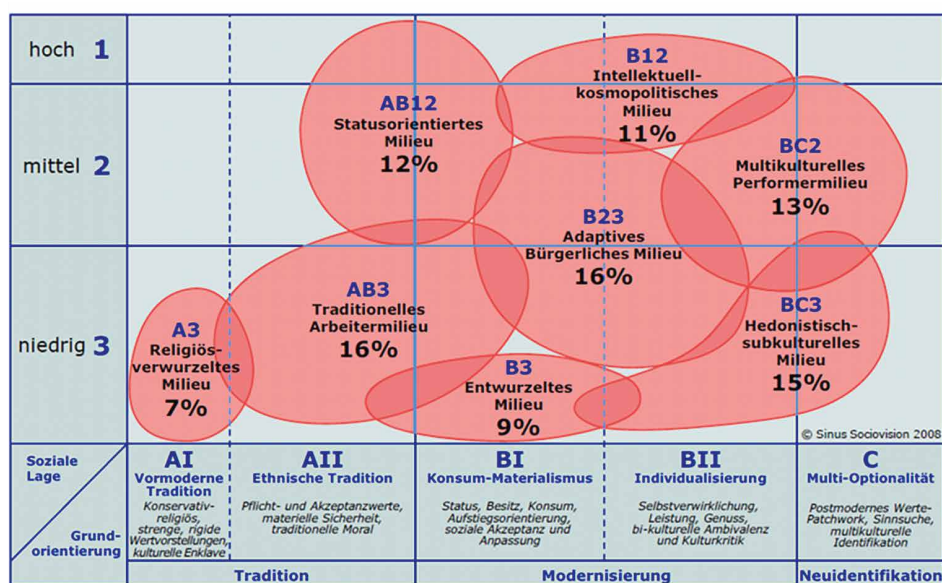 hoch 1
B12
Intellektuell-
kosmopolitisches
Milieu
11%
AB12
Statusorientiertes
Milieu
12%
mittel 2
BC2
Multikulturelles
Performermilieu
13%
B23
Adaptives
Bürgerliches Milieu
16%
niedrig 3
A3
Religiös-
verwurzeltes
Milieu
7%
AB3
Traditionelles
Arbeitermilieu
16%
B3
Entwurzeltes
Milieu
9%
BC3
Hedonistisch-
subkulturelles
Milieu
15%
© Sinus Sociovision 2008
Soziale
Lage
Grund-
orientierung
AI
Vormoderne
Tradition
Konservativ-
religiös,
strenge, rigide
Wertvorstellungen,
kulturelle Enklave
AII
Ethnische Tradition
Pflicht- und Akzeptanzwerte,
materielle Sicherheit,
traditionelle Moral
BI
Konsum-Materialismus
Status, Besitz, Konsum,
Aufstiegsorientierung,
soziale Akzeptanz und
Anpassung
BII
Individualisierung
Selbstverwirklichung,
Leistung, Genuss,
bi-kulturelle Ambivalenz
und Kulturkritik
C
Multi-Optionalität
Postmodernes Werte-
Patchwork, Sinnsuche,
multikulturelle
Identifikation
Tradition
Modernisierung
Neuidentifikation